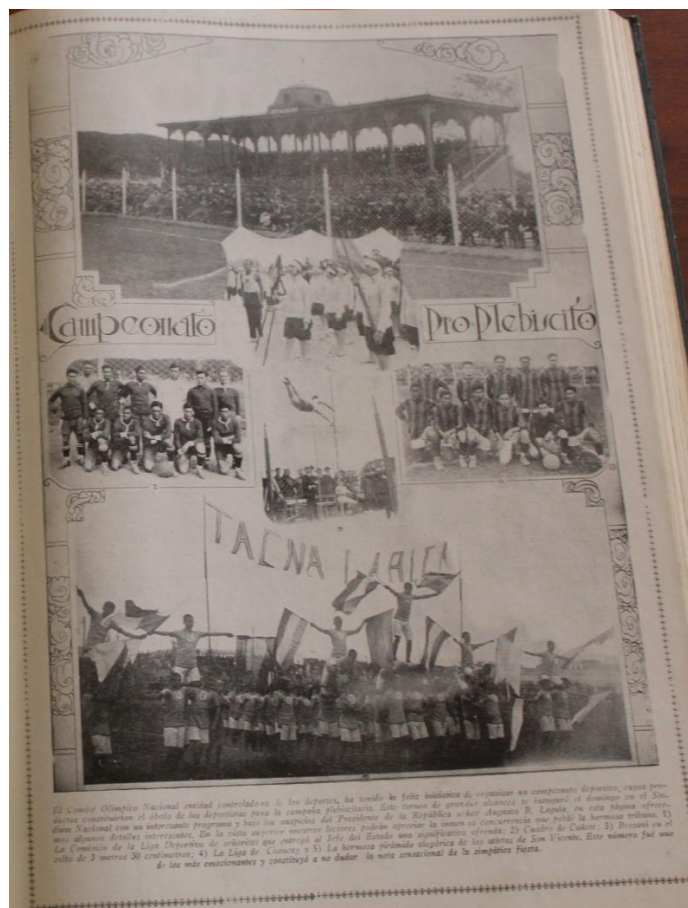 Campeonato
Pro-Plebiscito
2
TACNA Y ARICA
El Comité Olímpico Nacional entidad controladora de los deportes, ha tenido la feliz iniciativa de organizar un campeonato deportivo, cuyos pro-
ductos constituirían el óbolo de los deportistas para la campaña plebiscitaria. Este torneo de grandes alcances se inauguró el domingo en el Sta-
dium Nacional con un interesante programa y bajo los auspicios del Presidente de la República señor Augusto B. Leguía. en esta página ofrece-
mos algunos detalles interesantes. En la vista superior nuestros lectores podrán apreciar la numerosa concurrencia que pobló la hermosa tribuna. 1)
La Comisión de la Liga Deportiva de señoritas que entregó al Jefe del Estado una significativa ofrenda; 2) Cuadro de Cañete; 3) en el
salto de 3 metros 30 centímetros; 4) La Liga de Chancay y 5) La hermosa pirámide alegórica de los atletas de San Vicente. Este número fué uno
de los más emocionantes y constituyó a no dudar la nota sensacional de la simpática fiesta.